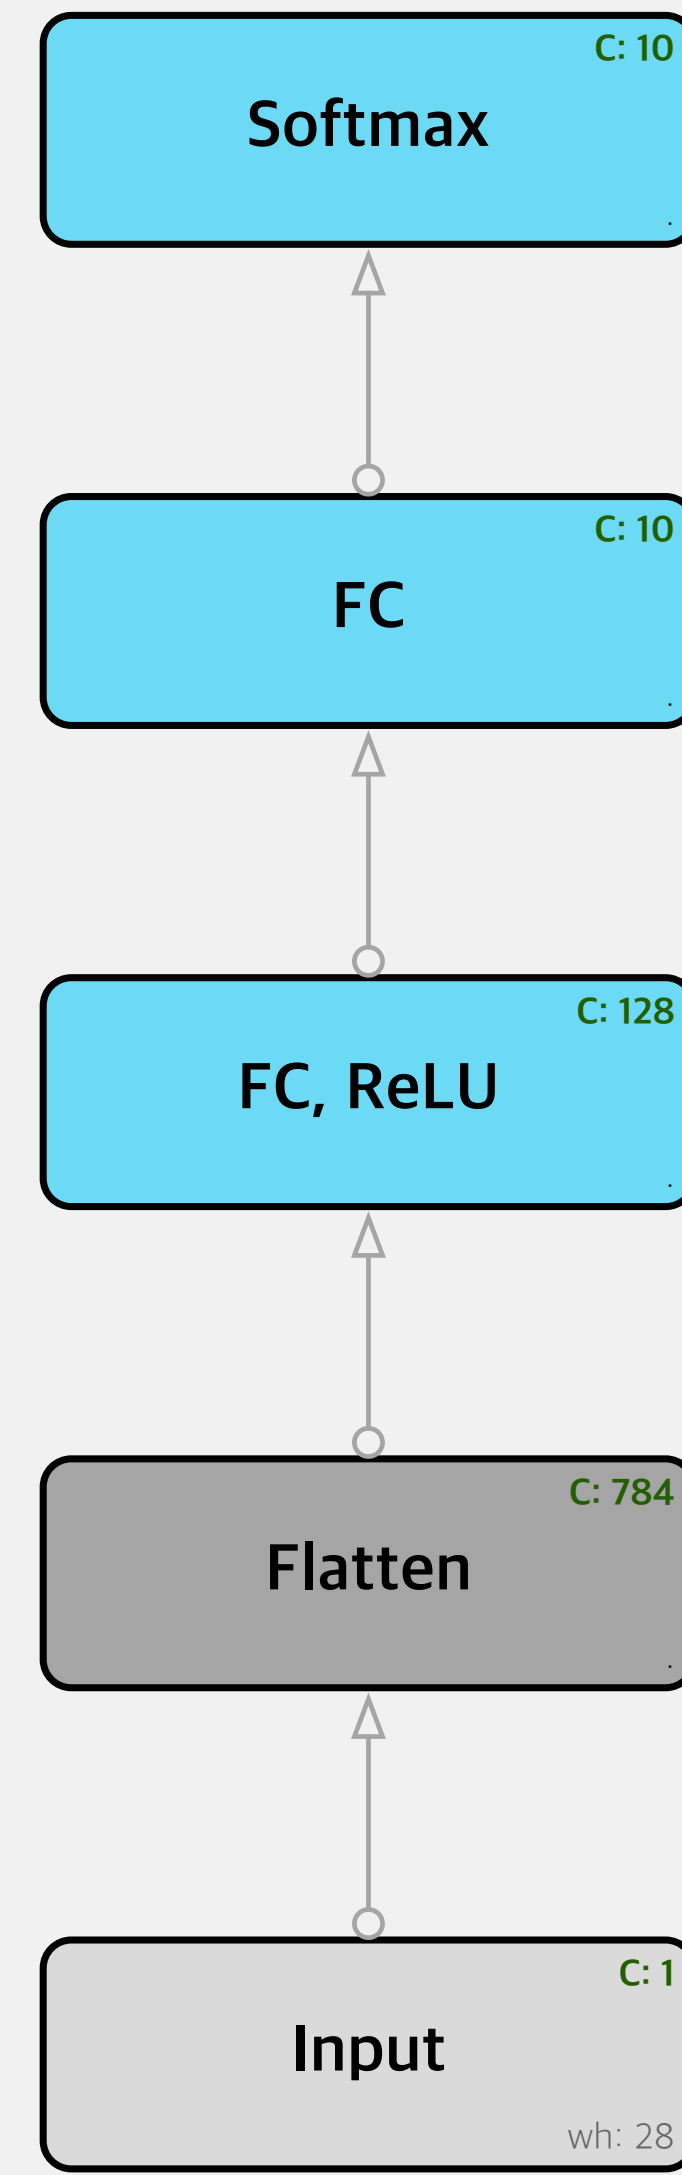 C: 10
Softmax
.
C: 10
FC
.
C: 128
FC, ReLU
.
C: 784
Flatten
.
C: 1
Input
wh: 28